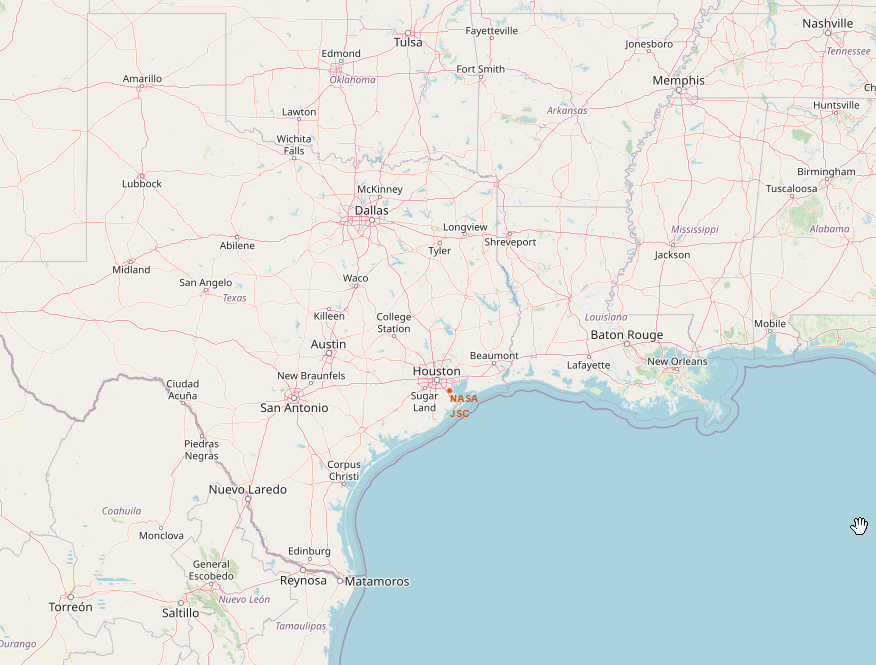 Nashville
Fayetteville
Tulsa
Jonesboro
Edmond
Tennessee
Fort Smith
Amarillo
Oklahoma
Memphis
Ch
Huntsville
Arkansas
Lawton
Wichita
Falls
Birmingham
Lubbock
McKinney
Tuscaloosa
Dallas
Longview
Mississippi
Alabama
Abilene
Tyler
Shreveport
Jackson
Midland
Waco
San Angelo
Texas
Killeen
College
Station
Louisiana
Mobile
Baton Rouge
Austin
Beaumont
New Orleans
Lafayette
Houston
New Braunfels
Ciudad
Acuña
Sugar
Land
NASA
JSC
San Antonio
Piedras
Negras
Corpus
Christi
Nuevo Laredo
Coahuila
Monclova
Edinburg
General
Escobedo
Reynosa
Matamoros
Nuevo León
Torreón
Saltillo
Tamaulipas
Durango